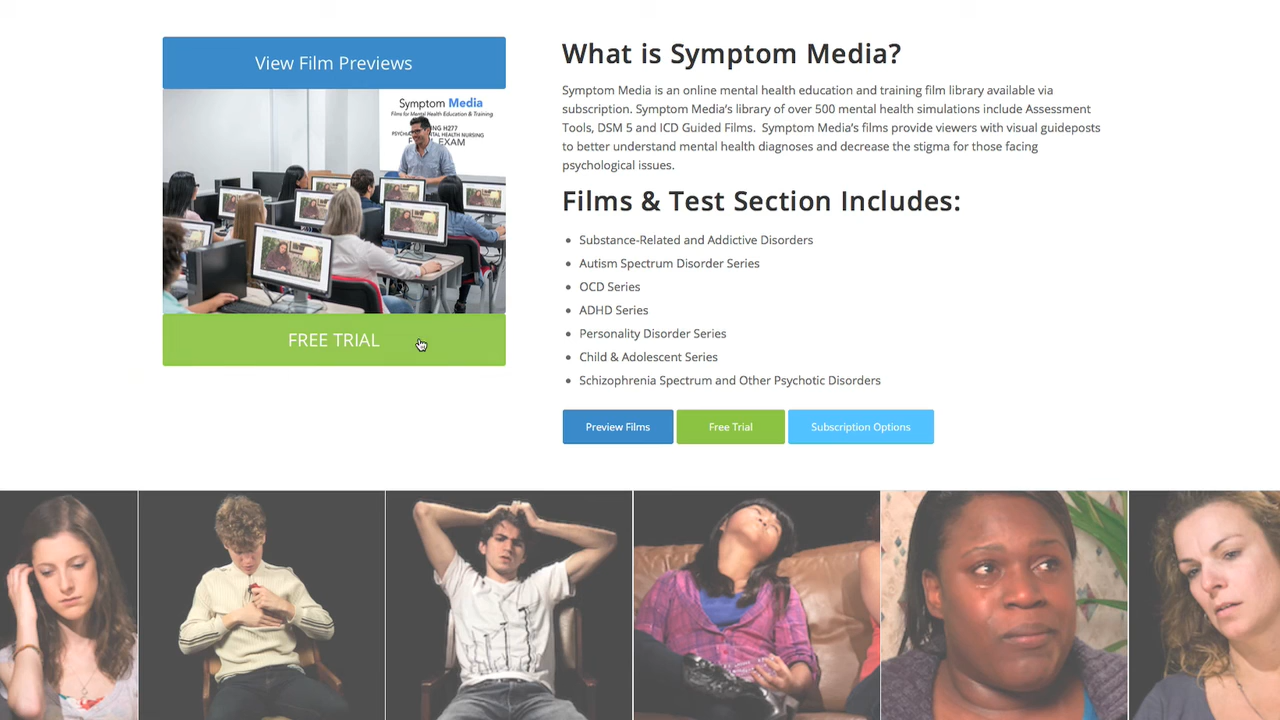 View Film Previews
Symptom Media
Films for Mental Health Education & Training
EXAM
FREE TRIAL
What is Symptom Media?
Symptom Media is an online mental health education and training film library available via
subscription. Symptom Media’s library of over 500 mental health simulations include Assessment
Tools, DSM 5 and ICD Guided Films. Symptom Media’s films provide viewers with visual guideposts
to better understand mental health diagnoses and decrease the stigma for those facing
psychological issues.
Films & Test Section Includes:
Substance-Related and Addictive Disorders
Autism Spectrum Disorder Series
OCD Series
ADHD Series
Personality Disorder Series
Child & Adolescent Series
Schizophrenia Spectrum and Other Psychotic Disorders
Preview Films
Free Trial
Subscription Options